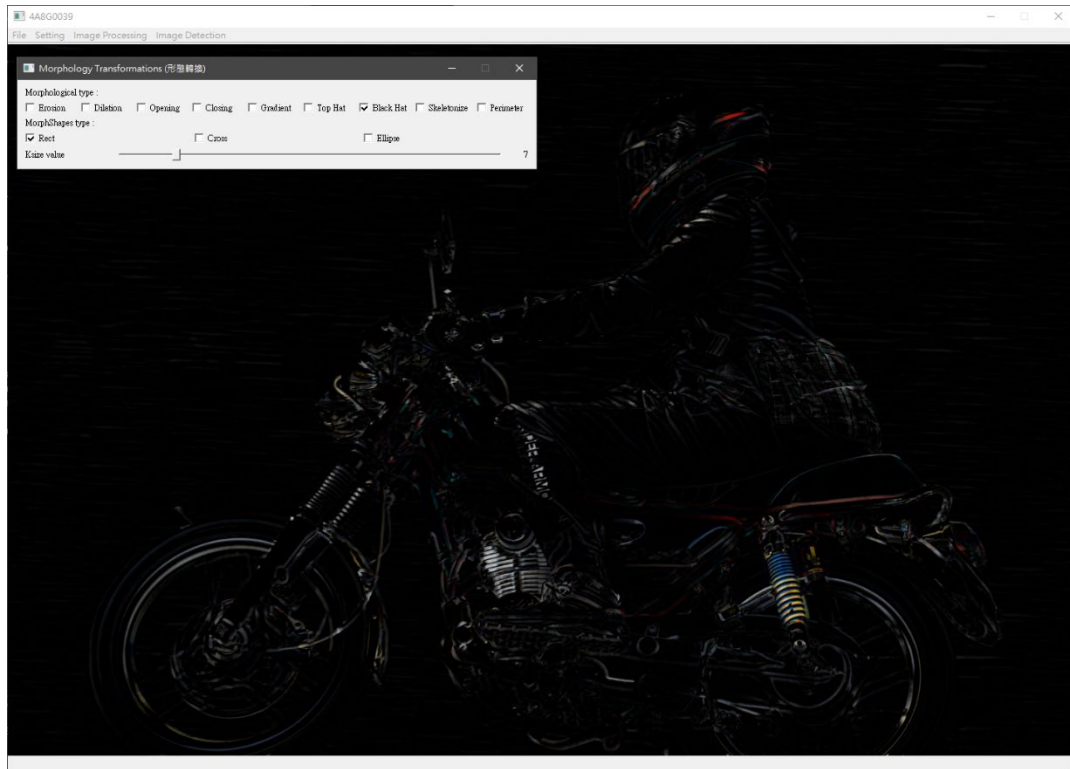 4A8G0039
File Setting Image Processing Image Detection
Morphology Transformations (形態轉換)
Morphological type :
Erosion Dilation Opening Closing Gradient Top Hat Black Hat Skeletonize Perimeter
MorphShapes type :
Rect Cross Ellipse
Ksize value 7